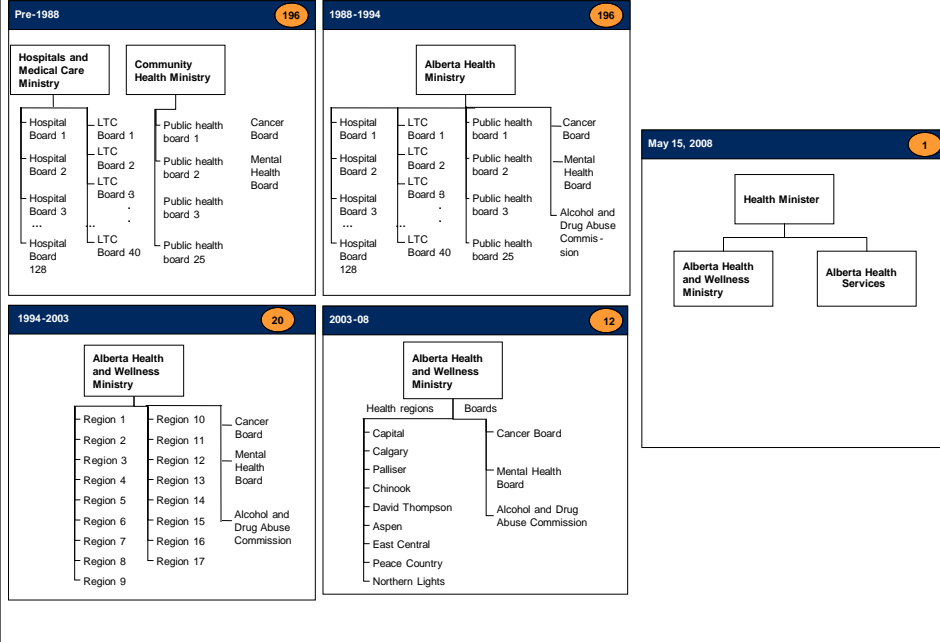 Pre-1988
196
Hospitals and
Medical Care
Ministry
Community
Health Ministry
Hospital
Board 1
Hospital
Board 2
Hospital
Board 3
...
Hospital
Board
128
LTC
Board 1
LTC
Board 2
LTC
Board 3
.
.
...
LTC
Board 40
Public health
board 1
Public health
board 2
Public health
board 3
Public health
board 25
Cancer
Board
Mental
Health
Board
1988-1994
196
Alberta Health
Ministry
Hospital
Board 1
Hospital
Board 2
Hospital
Board 3
...
Hospital
Board
128
LTC
Board 1
LTC
Board 2
LTC
Board 3
.
.
...
LTC
Board 40
Public health
board 1
Public health
board 2
Public health
board 3
Public health
board 25
Cancer
Board
Mental
Health
Board
Alcohol and
Drug Abuse
Commis-
sion
May 15, 2008
1
Health Minister
Alberta Health
and Wellness
Ministry
Alberta Health
Services
1994-2003
20
Alberta Health
and Wellness
Ministry
Region 1
Region 2
Region 3
Region 4
Region 5
Region 6
Region 7
Region 8
Region 9
Region 10
Region 11
Region 12
Region 13
Region 14
Region 15
Region 16
Region 17
Cancer
Board
Mental
Health
Board
Alcohol and
Drug Abuse
Commission
2003-08
12
Alberta Health
and Wellness
Ministry
Health regions
Boards
Capital
Calgary
Palliser
Chinook
David Thompson
Aspen
East Central
Peace Country
Northern Lights
Cancer Board
Mental Health
Board
Alcohol and Drug
Abuse Commission